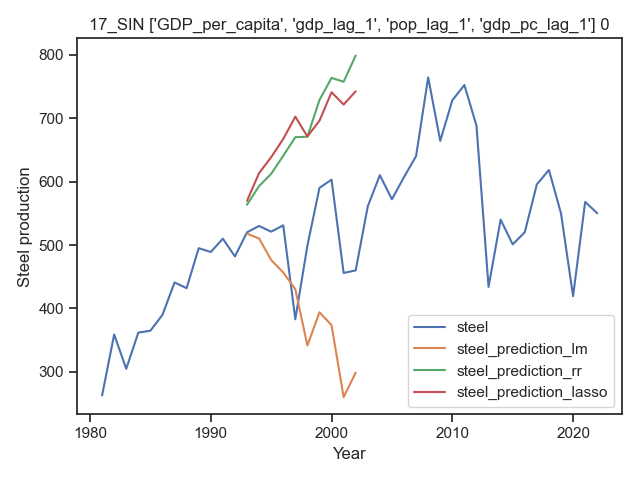 17_SIN ['GDP_per_capita', 'gdp_lag_1', 'pop_lag_1', 'gdp_pc_lag_1'] 0
800
700
600
500
400
300
Steel production
1980
1990
2000
2010
2020
Year
steel
steel_prediction_lm
steel_prediction_rr
steel_prediction_lasso